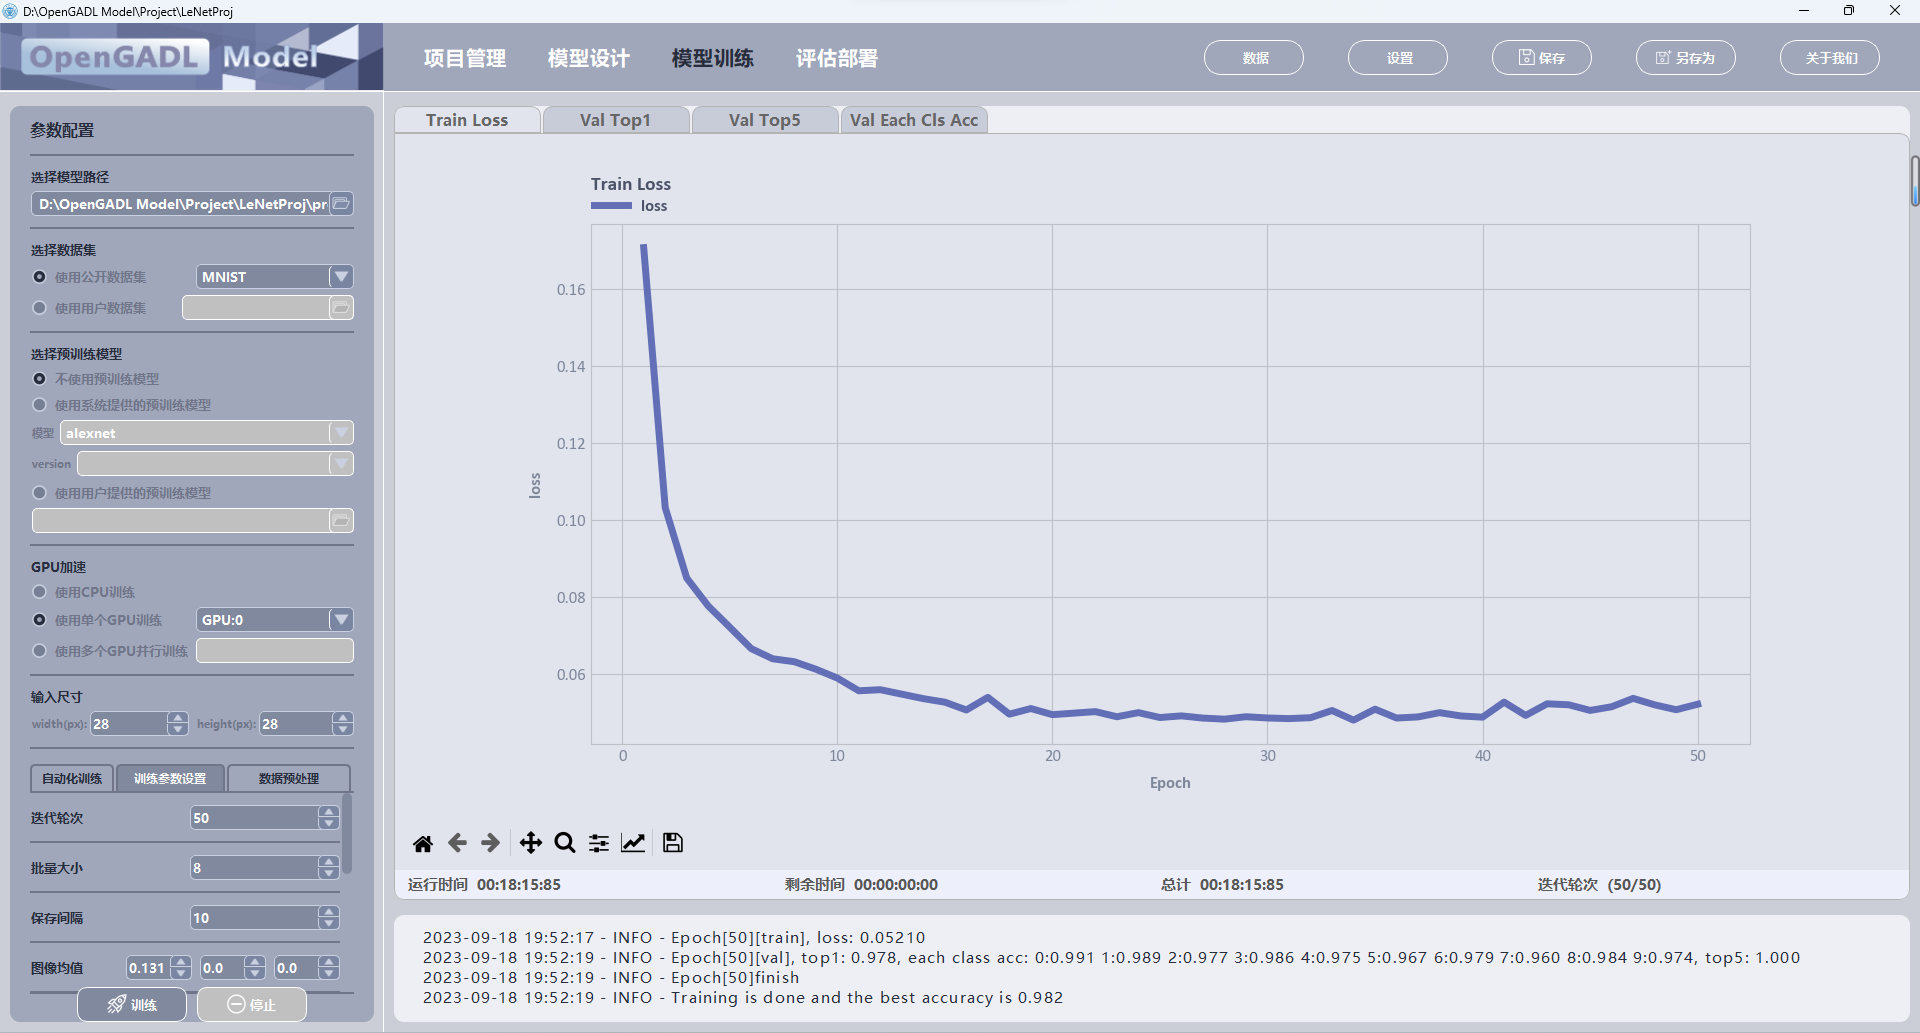 D:\OpenGADL Model\Project\LeNetProj
OpenGADL Model
项目管理 模型设计 模型训练 评估部署
数据 设置 保存 另存为 关于我们
参数配置
选择模型路径
D:\OpenGADL Model\Project\LeNetProj\pr
选择数据集
使用公开数据集 MNIST
使用用户数据集
选择预训练模型
不使用预训练模型
使用系统提供的预训练模型
模型 alexnet
version
使用用户提供的预训练模型
GPU加速
使用CPU训练
使用单个GPU训练 GPU:0
使用多个GPU并行训练
输入尺寸
width(px): 28 height(px): 28
自动化训练 训练参数设置 数据预处理
迭代轮次 50
批量大小 8
保存间隔 10
图像均值 0.131 0.0 0.0
训练 停止
Train Loss Val Top1 Val Top5 Val Each Cls Acc
Train Loss
loss
0.16
0.14
0.12
0.10
0.08
0.06
loss
0 10 20 30 40 50
Epoch
运行时间 00:18:15:85 剩余时间 00:00:00:00 总计 00:18:15:85 迭代轮次 (50/50)
2023-09-18 19:52:17 - INFO - Epoch[50][train], loss: 0.05210
2023-09-18 19:52:19 - INFO - Epoch[50][val], top1: 0.978, each class acc: 0:0.991 1:0.989 2:0.977 3:0.986 4:0.975 5:0.967 6:0.979 7:0.960 8:0.984 9:0.974, top5: 1.000
2023-09-18 19:52:19 - INFO - Epoch[50]finish
2023-09-18 19:52:19 - INFO - Training is done and the best accuracy is 0.982